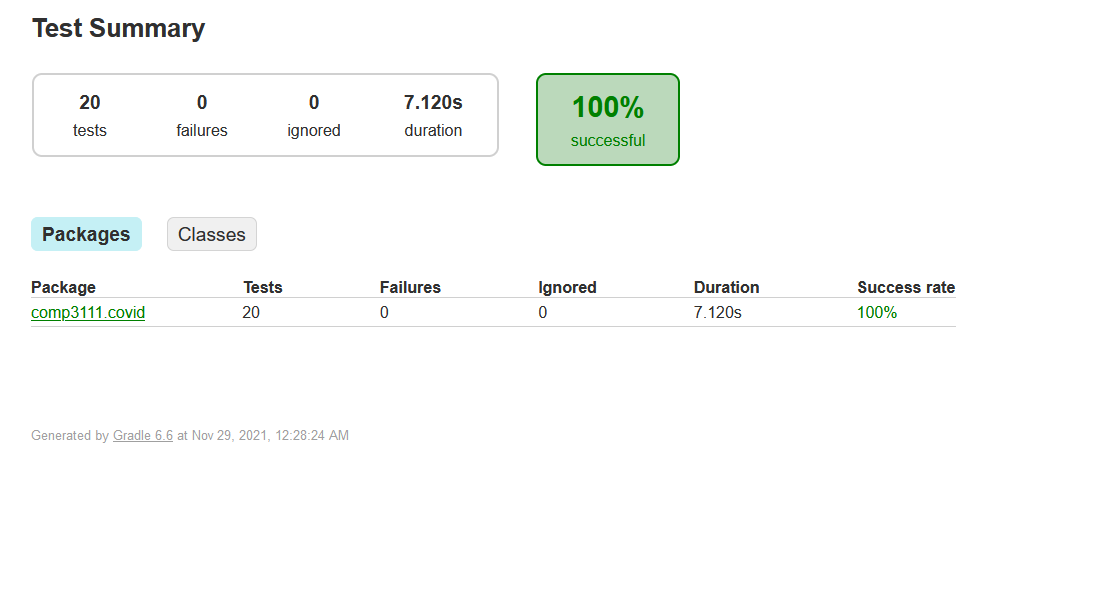 Test Summary
20 0 0 7.120s
tests failures ignored duration
100%
successful
Packages Classes
Package Tests Failures Ignored Duration Success rate
comp3111.covid 20 0 0 7.120s 100%
Generated by Gradle 6.6 at Nov 29, 2021, 12:28:24 AM